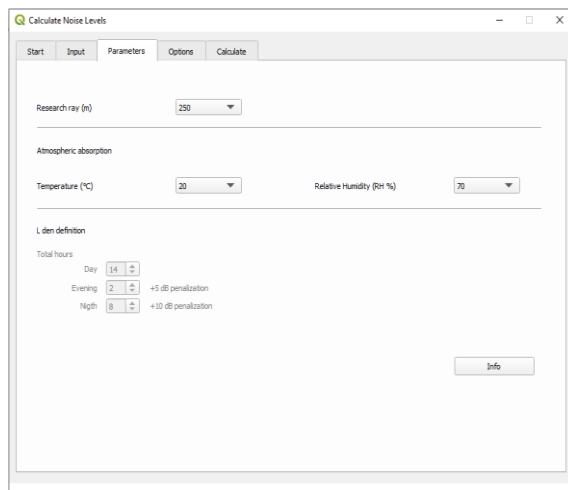 Calculate Noise Levels
Start Input Parameters Options Calculate
Research ray (m) 250
Atmospheric absorption
Temperature (°C) 20 Relative Humidity (RH %) 70
L den definition
Total hours
Day 14
Evening 2 +5 dB penalization
Nigth 8 +10 dB penalization
Info